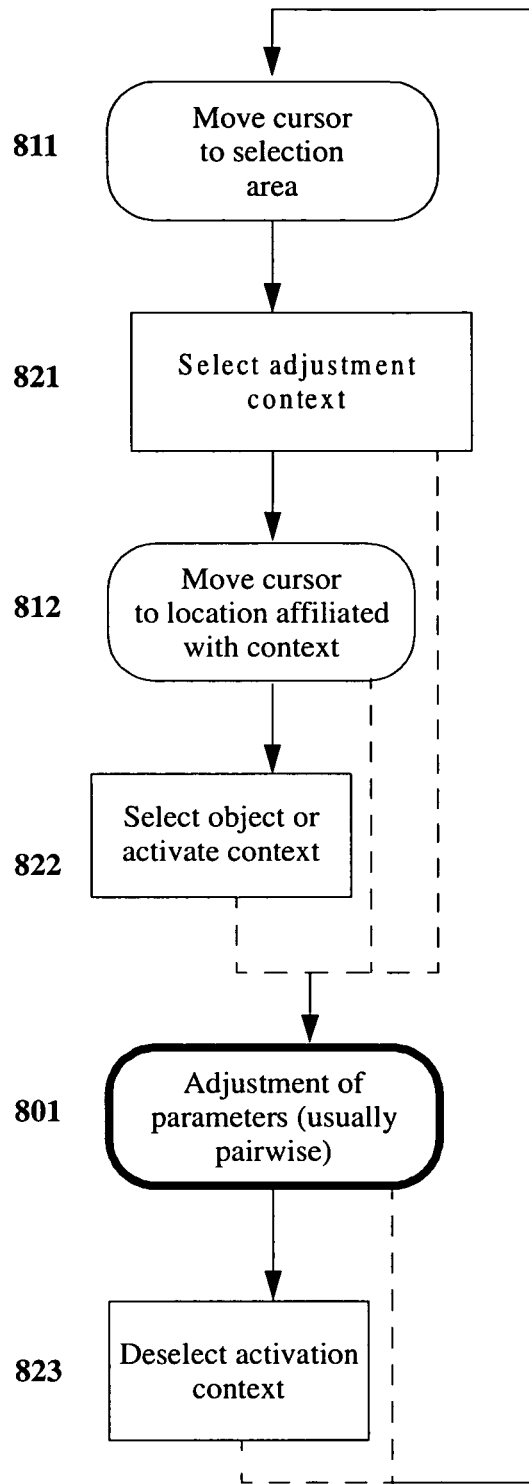 811
Move cursor
to selection
area
821
Select adjustment
context
812
Move cursor
to location affiliated
with context
822
Select object or
activate context
801
Adjustment of
parameters (usually
pairwise)
823
Deselect activation
context